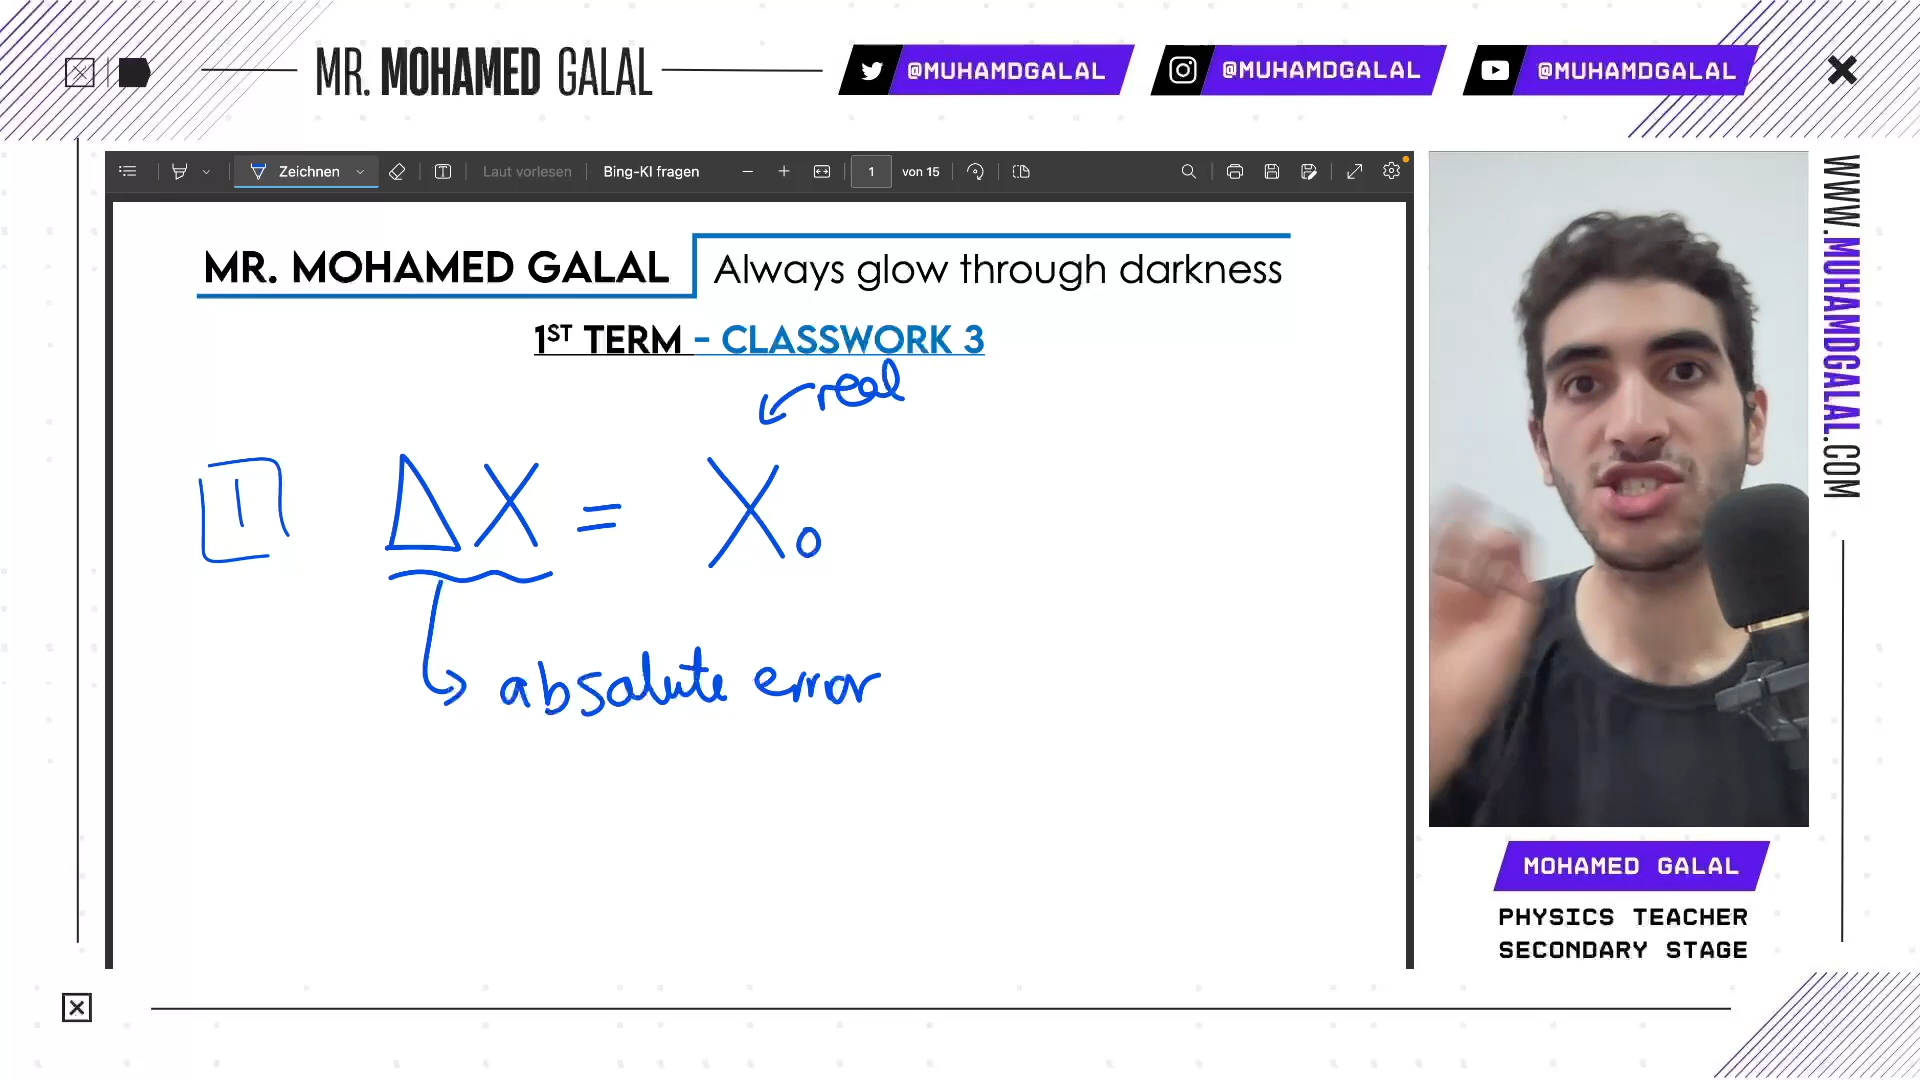 MR. MOHAMED GALAL
@MUHAMDGALAL
@MUHAMDGALAL
@MUHAMDGALAL
WWW.MUHAMDGALAL.COM
Zeichnen
Laut vorlesen
Bing-KI fragen
1
von 15
MR. MOHAMED GALAL
Always glow through darkness
1ST TERM - CLASSWORK 3
real
1 ΔX = X₀
absolute error
MOHAMED GALAL
PHYSICS TEACHER
SECONDARY STAGE